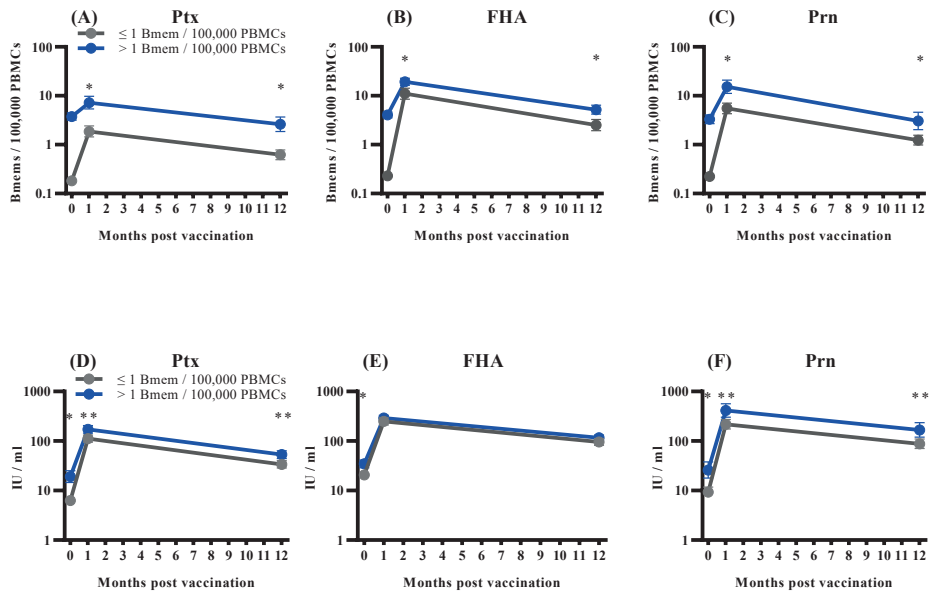 (A) Ptx
≤ 1 Bmem / 100,000 PBMCs
> 1 Bmem / 100,000 PBMCs
Bmems / 100,000 PBMCs
100
10
1
0.1
* *
0 1 2 3 4 5 6 7 8 9 10 11 12
Months post vaccination
(B) FHA
Bmems / 100,000 PBMCs
100
10
1
0.1
* *
0 1 2 3 4 5 6 7 8 9 10 11 12
Months post vaccination
(C) Prn
Bmems / 100,000 PBMCs
100
10
1
0.1
* *
0 1 2 3 4 5 6 7 8 9 10 11 12
Months post vaccination
(D) Ptx
≤ 1 Bmem / 100,000 PBMCs
> 1 Bmem / 100,000 PBMCs
IU / ml
1000
100
10
1
* ** **
0 1 2 3 4 5 6 7 8 9 10 11 12
Months post vaccination
(E) FHA
IU / ml
1000
100
10
1
*
0 1 2 3 4 5 6 7 8 9 10 11 12
Months post vaccination
(F) Prn
IU / ml
1000
100
10
1
* ** **
0 1 2 3 4 5 6 7 8 9 10 11 12
Months post vaccination